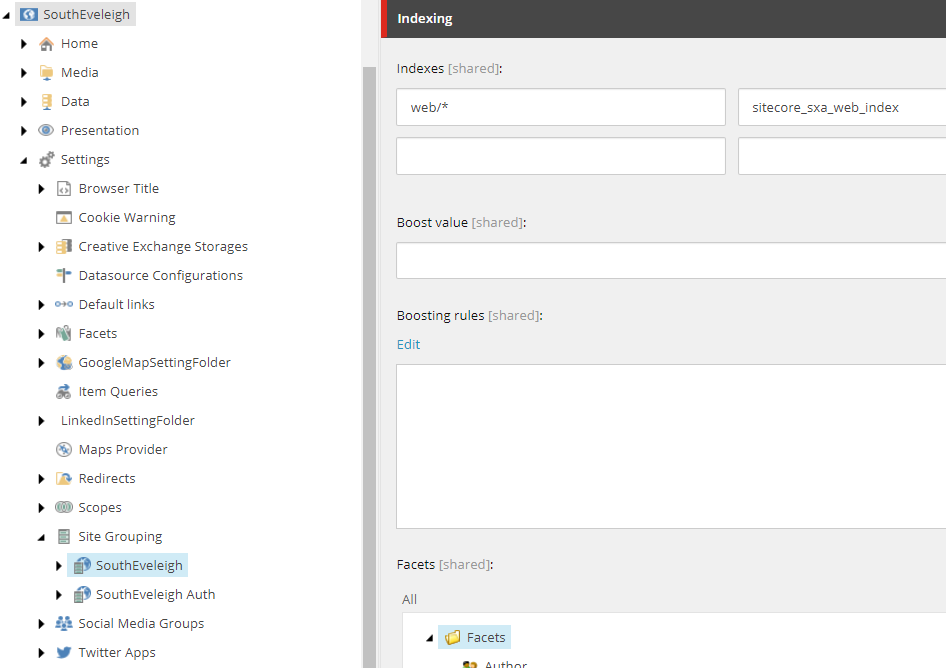 SouthEveleigh
Home
Media
Data
Presentation
Settings
Browser Title
Cookie Warning
Creative Exchange Storages
Datasource Configurations
Default links
Facets
GoogleMapSettingFolder
Item Queries
LinkedInSettingFolder
Maps Provider
Redirects
Scopes
Site Grouping
SouthEveleigh
SouthEveleigh Auth
Social Media Groups
Twitter Apps
Indexing
Indexes [shared]:
web/* sitecore_sxa_web_index
Boost value [shared]:
Boosting rules [shared]:
Edit
Facets [shared]:
All
Facets
Author